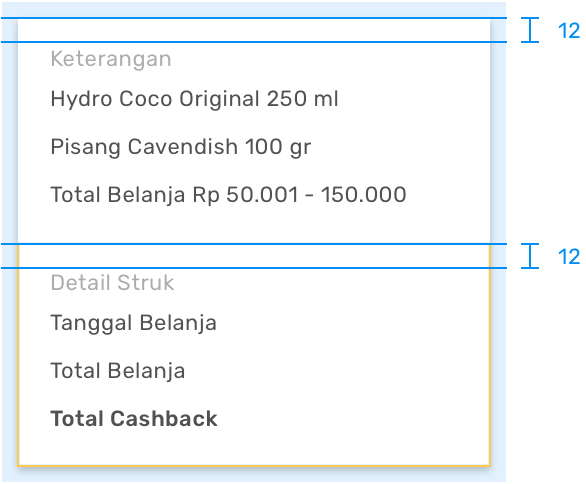 12
Keterangan
Hydro Coco Original 250 ml
Pisang Cavendish 100 gr
Total Belanja Rp 50.001 - 150.000
12
Detail Struk
Tanggal Belanja
Total Belanja
Total Cashback